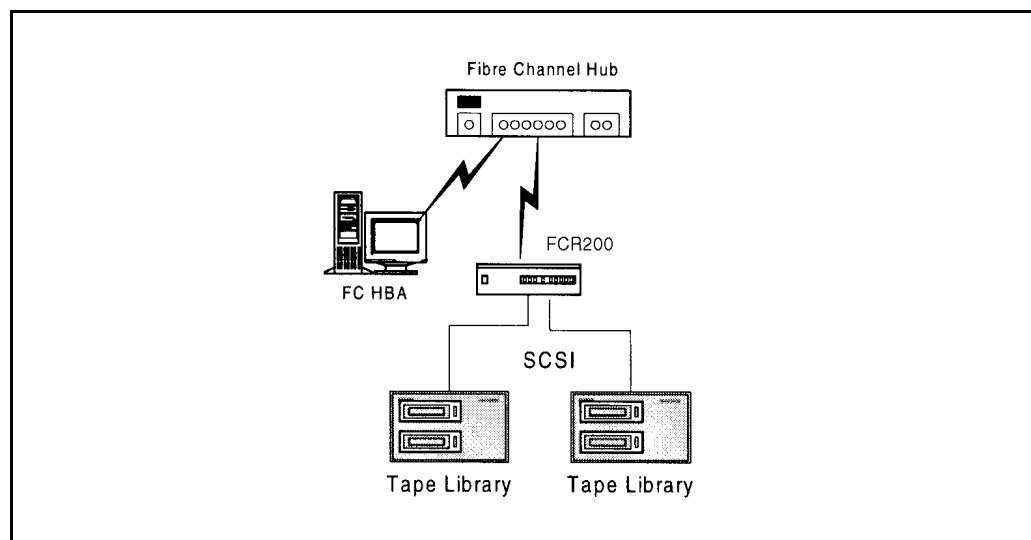 Fibre Channel Hub
FCR200
FC HBA
SCSI
Tape Library
Tape Library